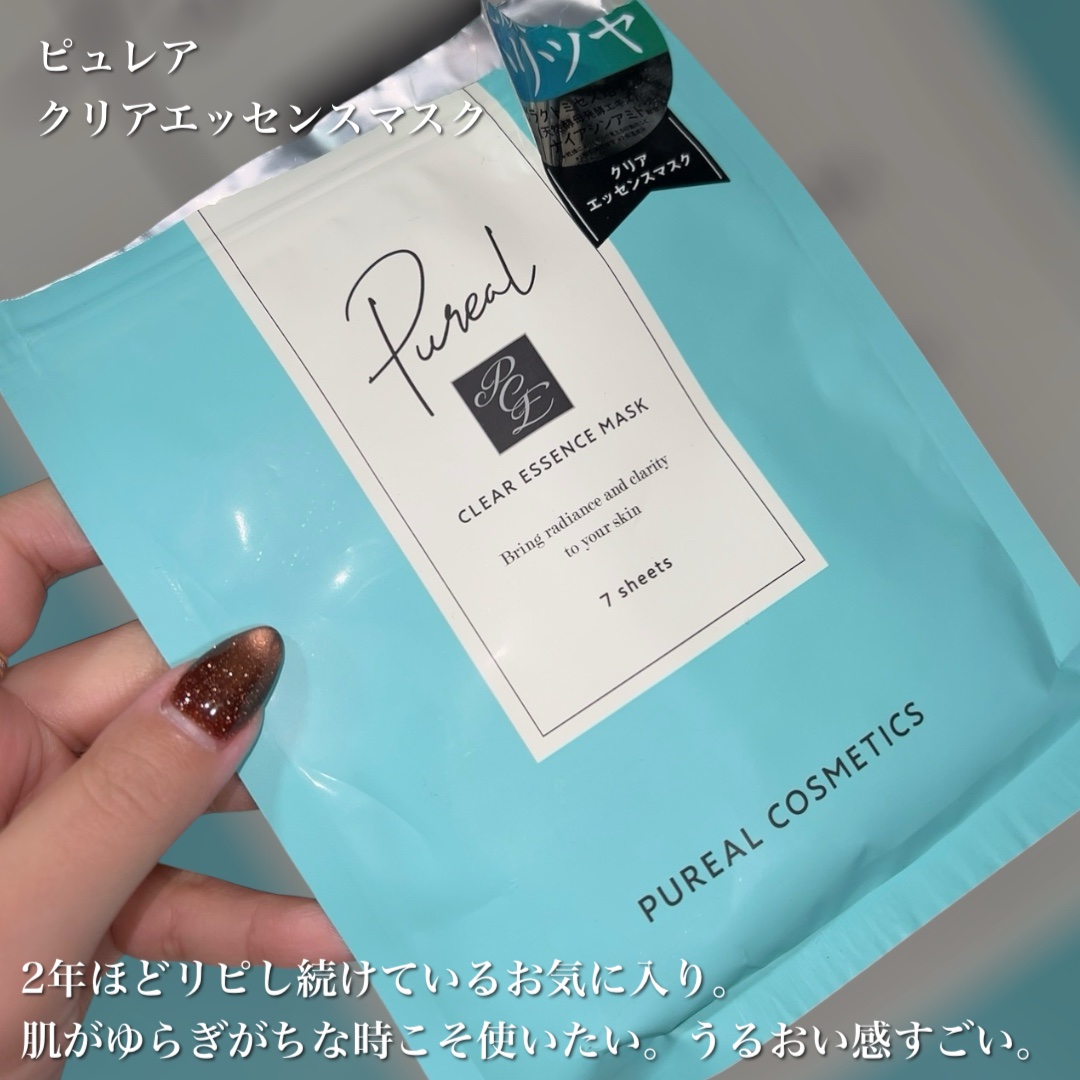 ピュレア
クリアエッセンスマスク
リツヤ
クリア
エッセンスマスク
Pureal
PCE
CLEAR ESSENCE MASK
Bring radiance and clarity
to your skin
7 sheets
PUREAL COSMETICS
2年ほどリピし続けているお気に入り。
肌がゆらぎがちな時こそ使いたい。うるおい感すごい。